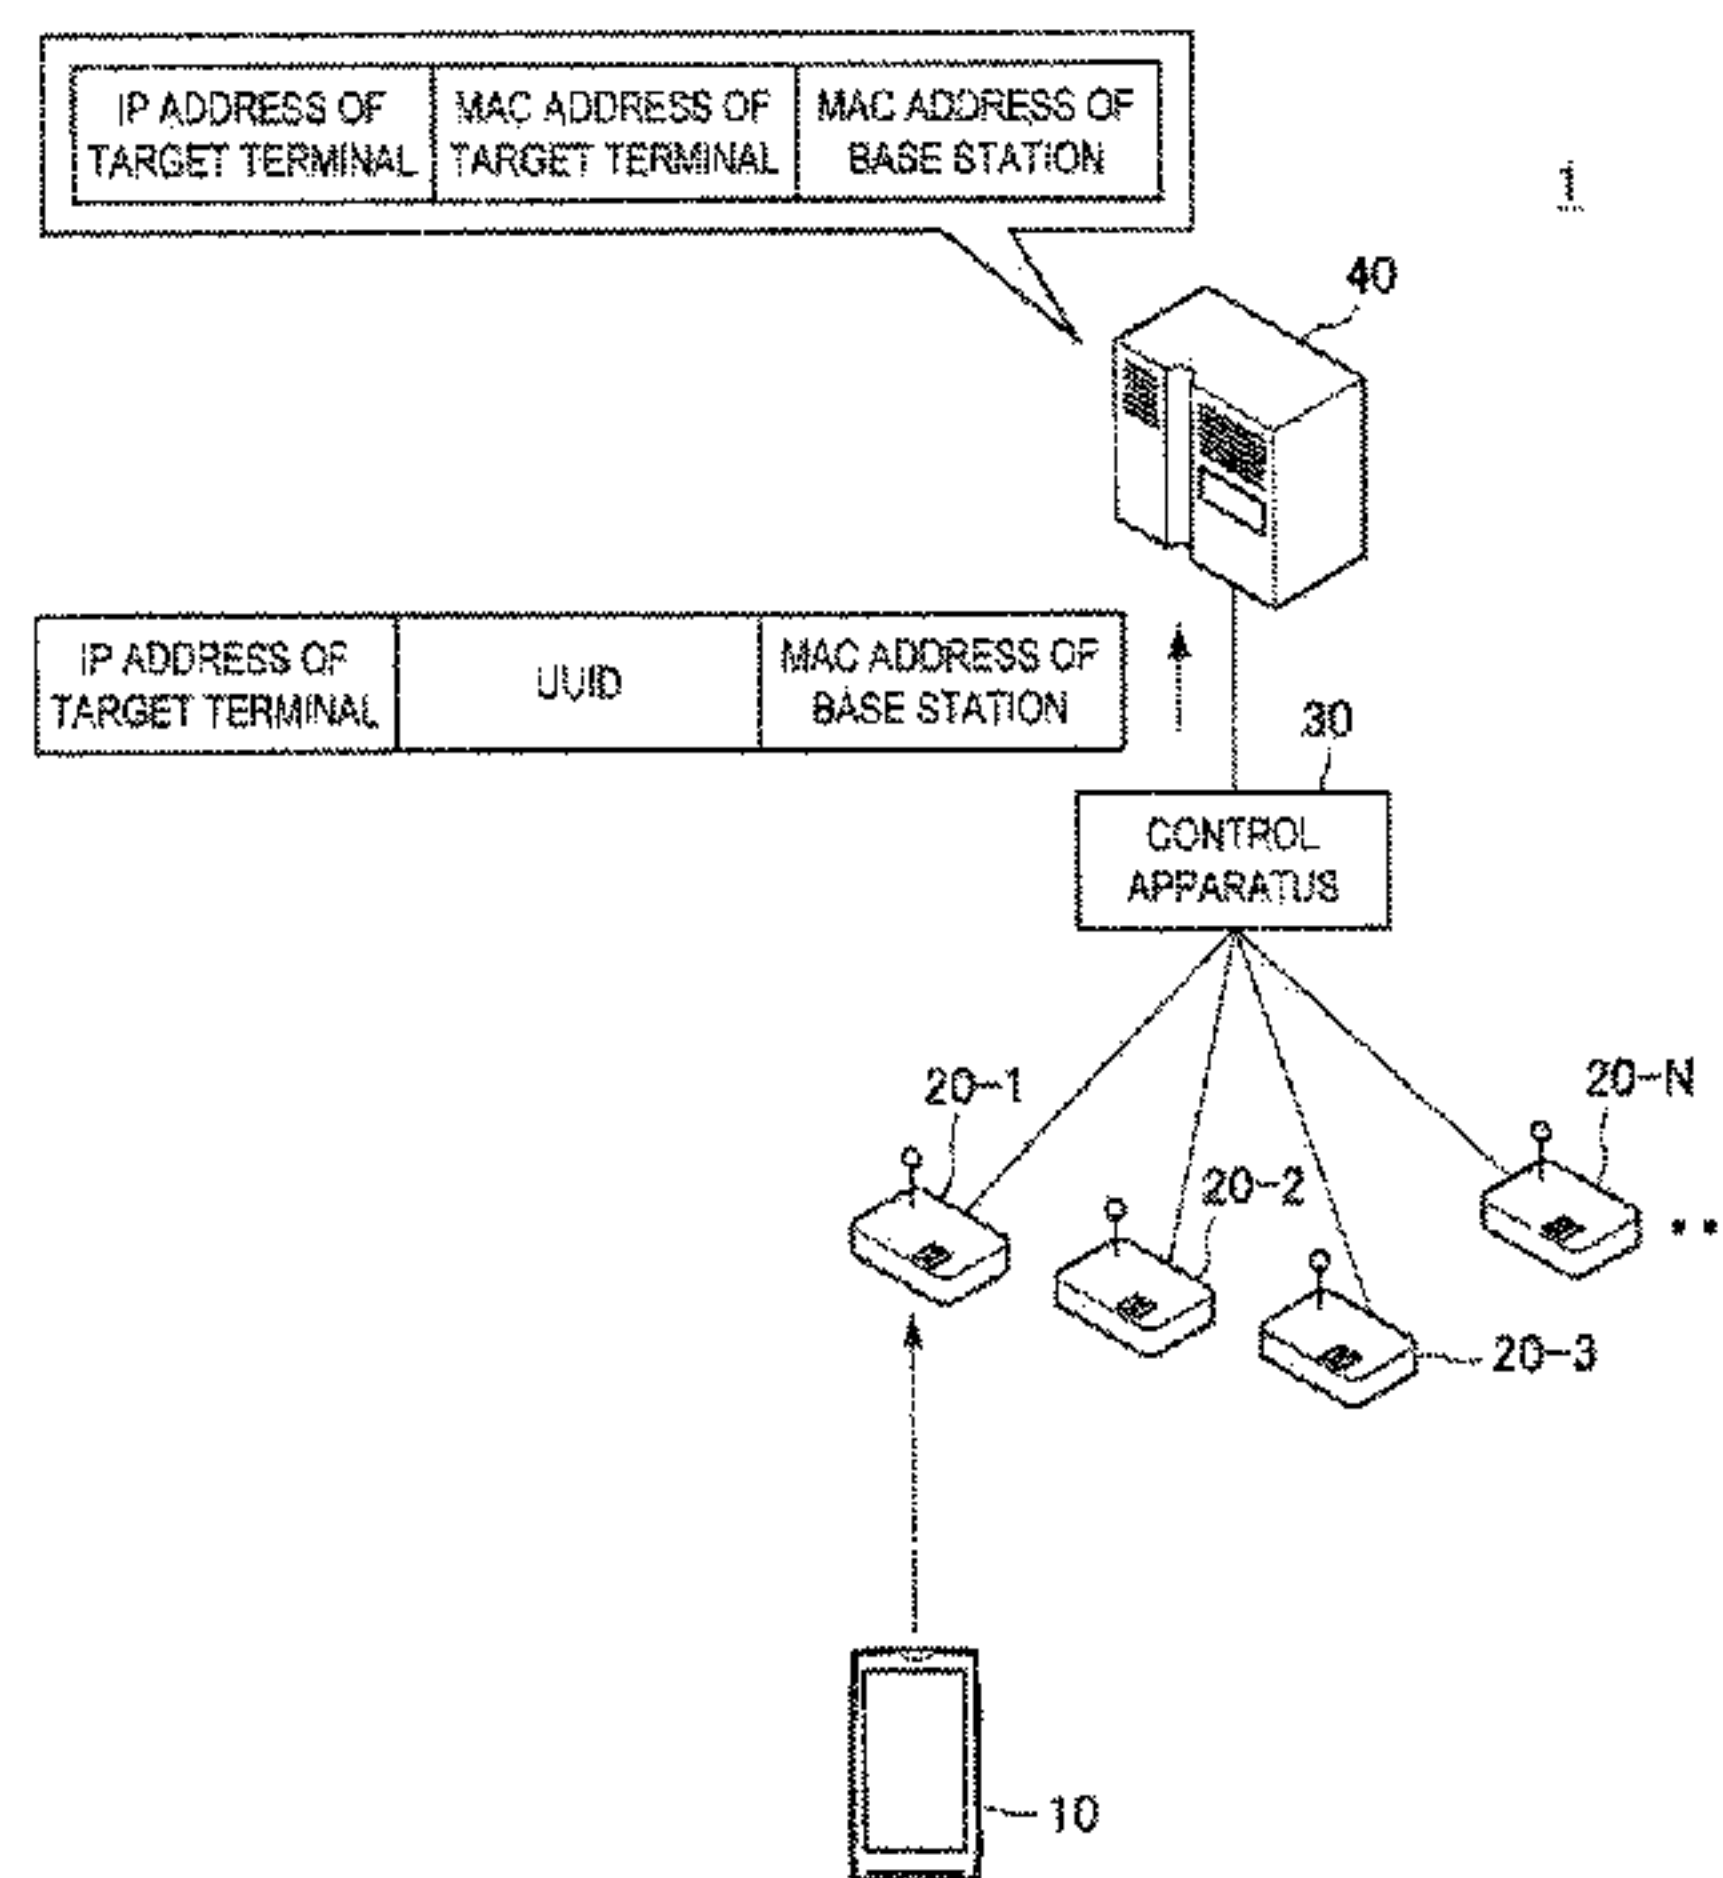 IP ADDRESS OF
TARGET TERMINAL
MAC ADDRESS OF
TARGET TERMINAL
MAC ADDRESS OF
BASE STATION
1
40
IP ADDRESS OF
TARGET TERMINAL
UVID
MAC ADDRESS OF
BASE STATION
30
CONTROL
APPARATUS
20-1
20-2
20-3
20-N
10